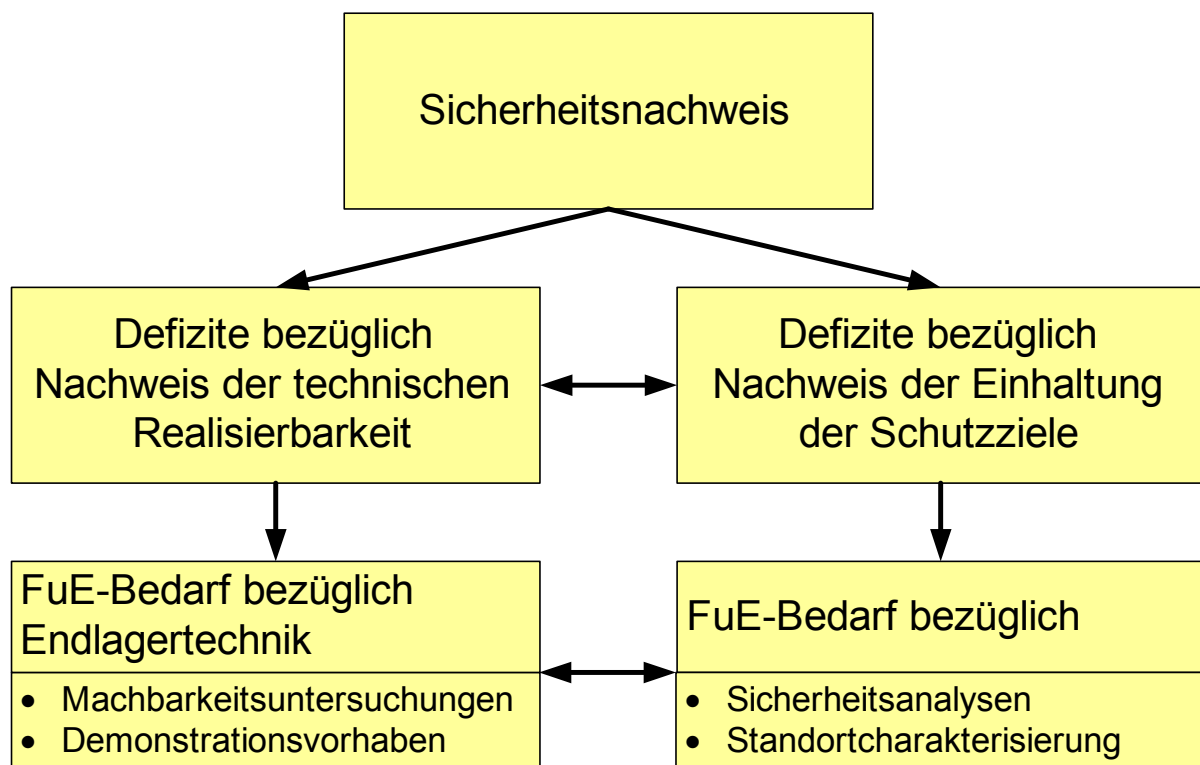 Sicherheitsnachweis
Defizite bezüglich
Nachweis der technischen
Realisierbarkeit
Defizite bezüglich
Nachweis der Einhaltung
der Schutzziele
FuE-Bedarf bezüglich
Endlagertechnik
• Machbarkeitsuntersuchungen
• Demonstrationsvorhaben
FuE-Bedarf bezüglich
• Sicherheitsanalysen
• Standortcharakterisierung